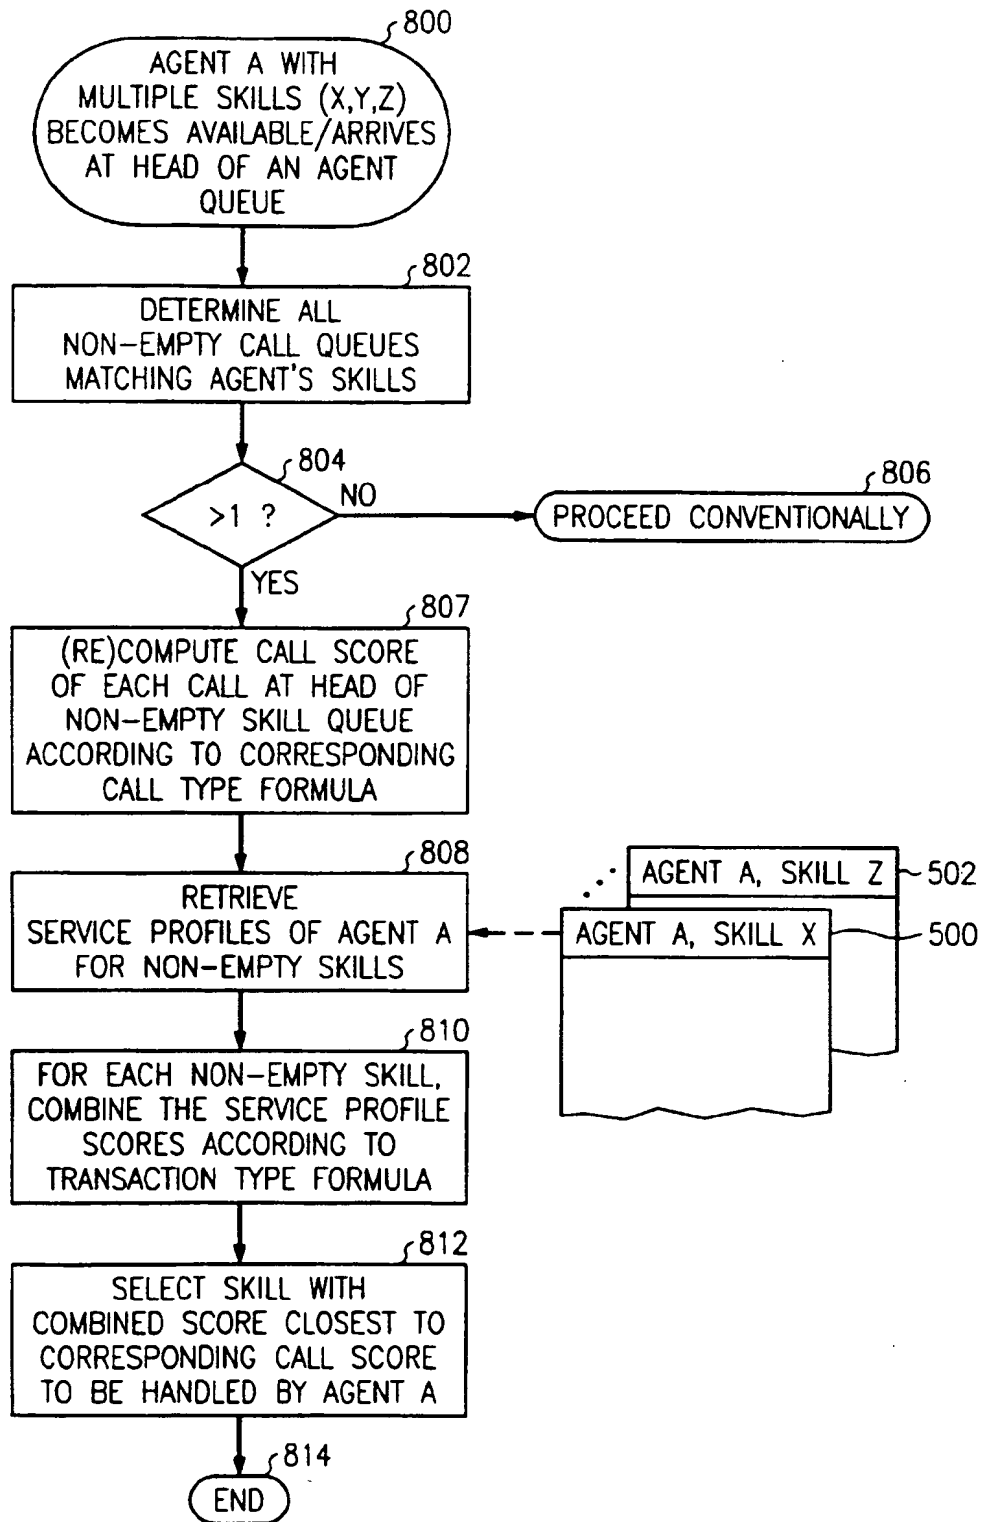 800
AGENT A WITH
MULTIPLE SKILLS (X,Y,Z)
BECOMES AVAILABLE/ARRIVES
AT HEAD OF AN AGENT
QUEUE
802
DETERMINE ALL
NON-EMPTY CALL QUEUES
MATCHING AGENT'S SKILLS
804
>1 ?
NO
806
PROCEED CONVENTIONALLY
YES
807
(RE)COMPUTE CALL SCORE
OF EACH CALL AT HEAD OF
NON-EMPTY SKILL QUEUE
ACCORDING TO CORRESPONDING
CALL TYPE FORMULA
808
RETRIEVE
SERVICE PROFILES OF AGENT A
FOR NON-EMPTY SKILLS
AGENT A, SKILL Z
502
AGENT A, SKILL X
500
810
FOR EACH NON-EMPTY SKILL,
COMBINE THE SERVICE PROFILE
SCORES ACCORDING TO
TRANSACTION TYPE FORMULA
812
SELECT SKILL WITH
COMBINED SCORE CLOSEST TO
CORRESPONDING CALL SCORE
TO BE HANDLED BY AGENT A
814
END